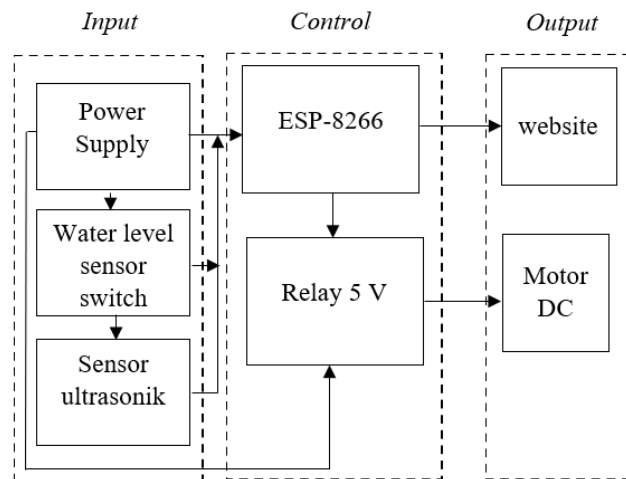 Input
Control
Output
Power
Supply
Water level
sensor
switch
Sensor
ultrasonik
ESP-8266
Relay 5 V
website
Motor
DC